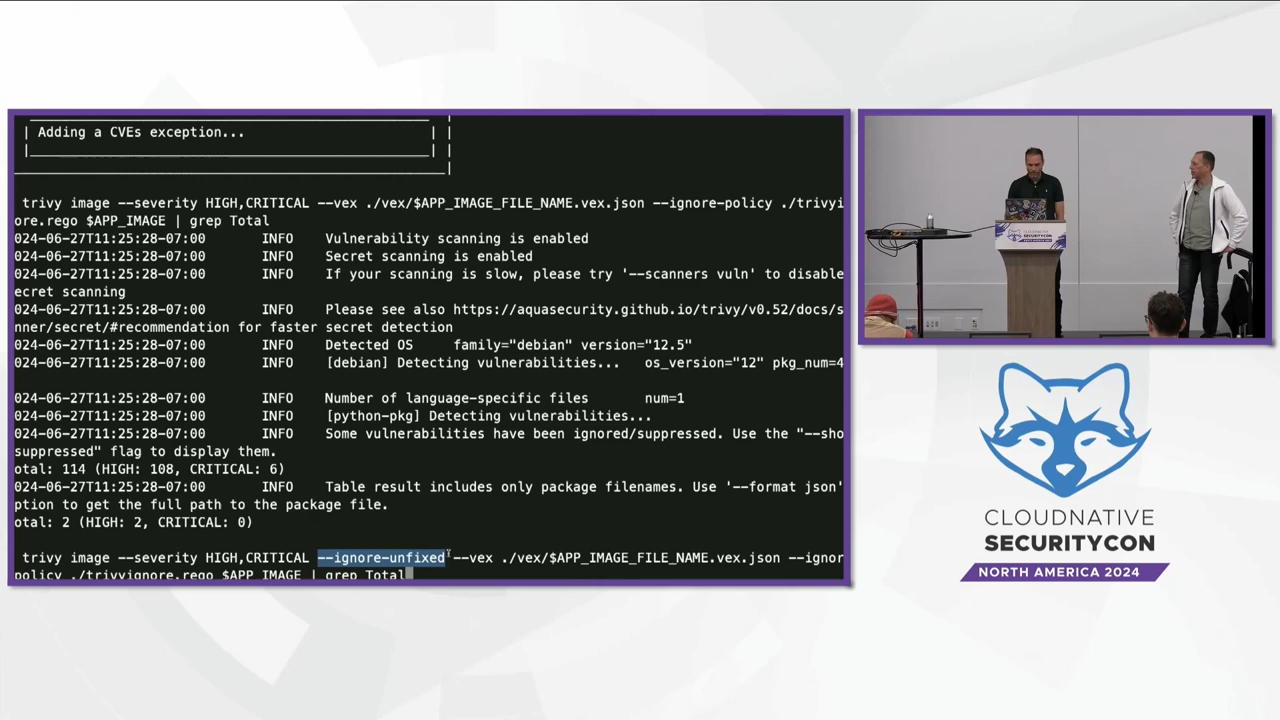 | Adding a CVEs exception... | |
trivy image --severity HIGH,CRITICAL --vex ./vex/$APP_IMAGE_FILE_NAME.vex.json --ignore-policy ./trivyi
ore.rego $APP_IMAGE | grep Total
024-06-27T11:25:28-07:00 INFO Vulnerability scanning is enabled
024-06-27T11:25:28-07:00 INFO Secret scanning is enabled
024-06-27T11:25:28-07:00 INFO If your scanning is slow, please try '--scanners vuln' to disable
ecret scanning
024-06-27T11:25:28-07:00 INFO Please see also https://aquasecurity.github.io/trivy/v0.52/docs/s
nner/secret/#recommendation for faster secret detection
024-06-27T11:25:28-07:00 INFO Detected OS family="debian" version="12.5"
024-06-27T11:25:28-07:00 INFO [debian] Detecting vulnerabilities... os_version="12" pkg_num=4
024-06-27T11:25:28-07:00 INFO Number of language-specific files num=1
024-06-27T11:25:28-07:00 INFO [python-pkg] Detecting vulnerabilities...
024-06-27T11:25:28-07:00 INFO Some vulnerabilities have been ignored/suppressed. Use the "--sho
suppressed" flag to display them.
otal: 114 (HIGH: 108, CRITICAL: 6)
024-06-27T11:25:28-07:00 INFO Table result includes only package filenames. Use '--format json'
ption to get the full path to the package file.
otal: 2 (HIGH: 2, CRITICAL: 0)
trivy image --severity HIGH,CRITICAL --ignore-unfixed --vex ./vex/$APP_IMAGE_FILE_NAME.vex.json --ignor
policy ./trivyignore.rego $APP_IMAGE | grep Total
CLOUDNATIVE
SECURITYCON
CLOUDNATIVE
SECURITYCON
NORTH AMERICA 2024